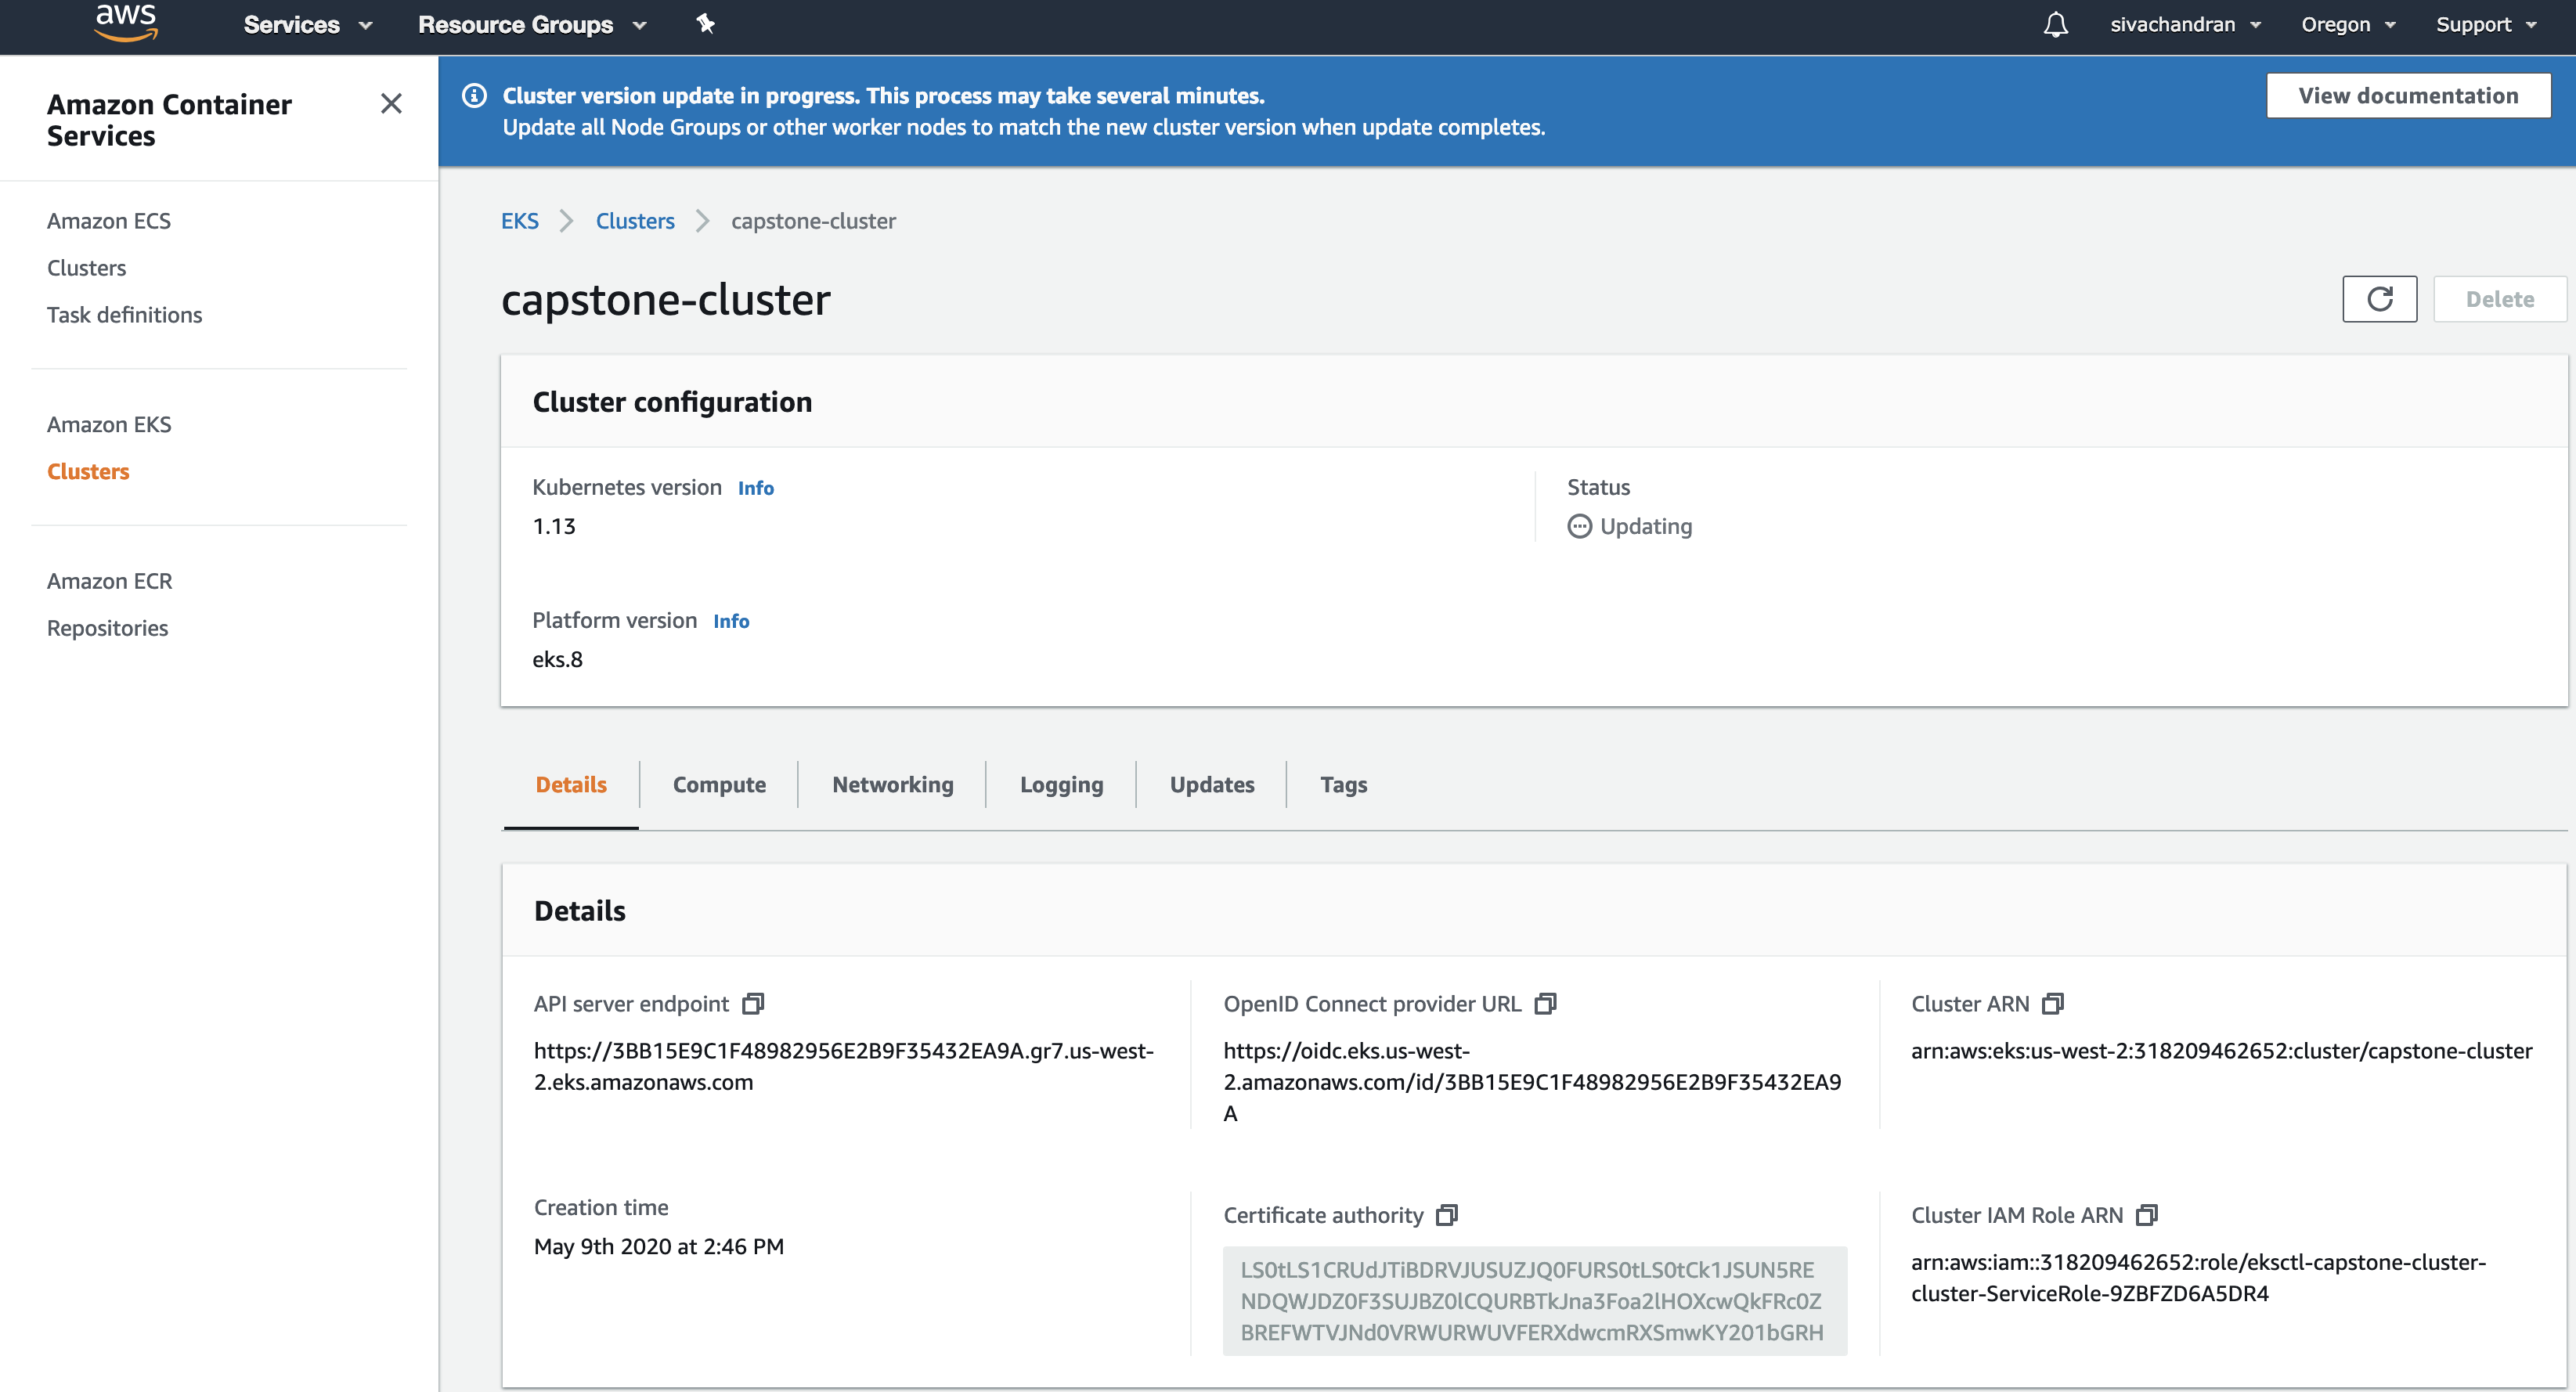 aws
Services
Resource Groups
sivachandran
Oregon
Support
Amazon Container
Services
Amazon ECS
Clusters
Task definitions
Amazon EKS
Clusters
Amazon ECR
Repositories
Cluster version update in progress. This process may take several minutes.
Update all Node Groups or other worker nodes to match the new cluster version when update completes.
View documentation
EKS
Clusters
capstone-cluster
capstone-cluster
Delete
Cluster configuration
Kubernetes version Info
1.13
Status
Updating
Platform version Info
eks.8
Details
Compute
Networking
Logging
Updates
Tags
Details
API server endpoint
https://3BB15E9C1F48982956E2B9F35432EA9A.gr7.us-west-
2.eks.amazonaws.com
OpenID Connect provider URL
https://oidc.eks.us-west-
2.amazonaws.com/id/3BB15E9C1F48982956E2B9F35432EA9
A
Cluster ARN
arn:aws:eks:us-west-2:318209462652:cluster/capstone-cluster
Creation time
May 9th 2020 at 2:46 PM
Certificate authority
LS0tLS1CRUdJTiBDRVJUSUZJQ0FURS0tLS0tCk1JSUN5RE
NDQWJDZ0F3SUJBZ0lCQURBTkJna3Foa2lHOXcwQkFRc0Z
BREFWTVJNd0VRWURWUVFERXdwcmRXSmwKY201bGRH
Cluster IAM Role ARN
arn:aws:iam::318209462652:role/eksctl-capstone-cluster-
cluster-ServiceRole-9ZBFZD6A5DR4